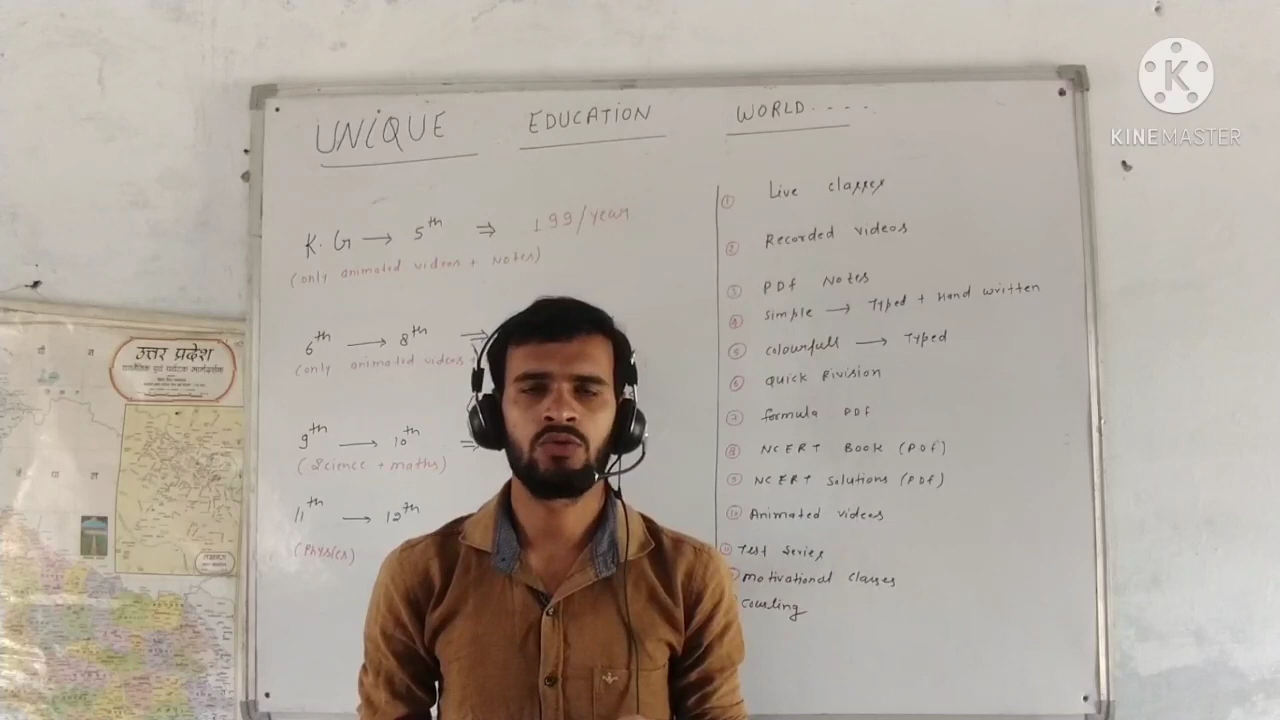 UNIQUE EDUCATION WORLD....
K.G → 5th ⇒ 199/year
(only animated videos + Notes)
6th → 8th ⇒
(only animated videos +
9th → 10th ⇒
(Science + maths)
11th → 12th
(Physics)
① Live classes
② Recorded videos
③ PDF Notes
④ Simple → Typed + Hand written
⑤ colourfull → Typed
⑥ Quick Rivision
⑦ formula PDF
⑧ NCERT Book (PDF)
⑨ NCERT Solutions (PDF)
⑩ Animated videos
⑪ Test Series
motivational classes
K
KINEMASTER
उत्तर प्रदेश